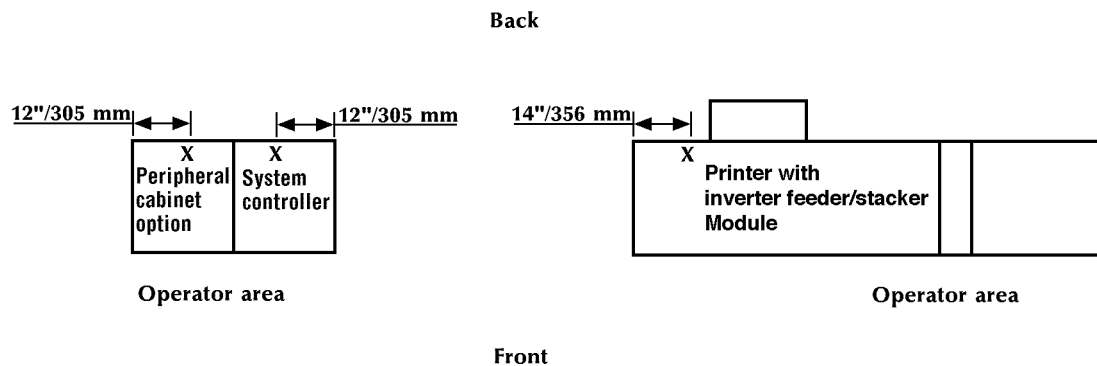 Back
12"/305 mm
12"/305 mm
14"/356 mm
X
X
X
Peripheral
cabinet
option
System
controller
Printer with
inverter feeder/stacker
Module
Operator area
Operator area
Front